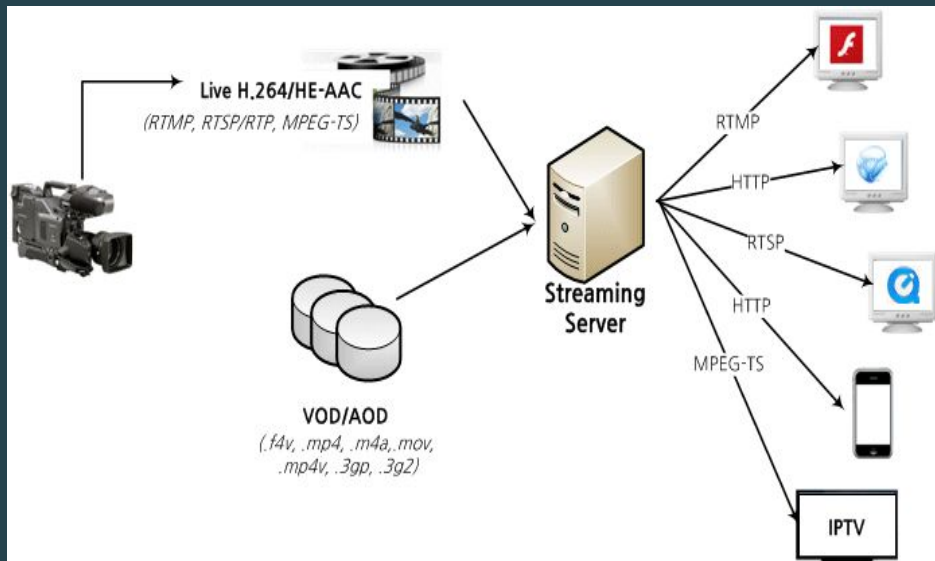 Live H.264/HE-AAC
(RTMP, RTSP/RTP, MPEG-TS)
RTMP
HTTP
RTSP
HTTP
MPEG-TS
Streaming
Server
VOD/AOD
(.f4v, .mp4, .m4a,.mov,
.mp4v, .3gp, .3g2)
IPTV